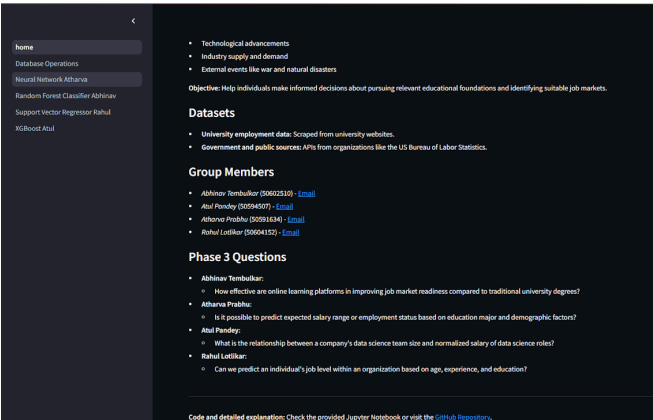 home
Database Operations
Neural Network Atharva
Random Forest Classifier Abhinav
Support Vector Regressor Rahul
XGBoost Atul
Technological advancements
Industry supply and demand
External events like war and natural disasters
Objective: Help individuals make informed decisions about pursuing relevant educational foundations and identifying suitable job markets.
Datasets
University employment data: Scraped from university websites.
Government and public sources: APIs from organizations like the US Bureau of Labor Statistics.
Group Members
Abhinav Tembulkar (50602510) - Email
Atul Pandey (50594507) - Email
Atharva Prabhu (50591634) - Email
Rahul Lotlikar (50604152) - Email
Phase 3 Questions
Abhinav Tembulkar:
How effective are online learning platforms in improving job market readiness compared to traditional university degrees?
Atharva Prabhu:
Is it possible to predict expected salary range or employment status based on education major and demographic factors?
Atul Pandey:
What is the relationship between a company's data science team size and normalized salary of data science roles?
Rahul Lotlikar:
Can we predict an individual's job level within an organization based on age, experience, and education?
Code and detailed explanation: Check the provided Jupyter Notebook or visit the GitHub Repository.